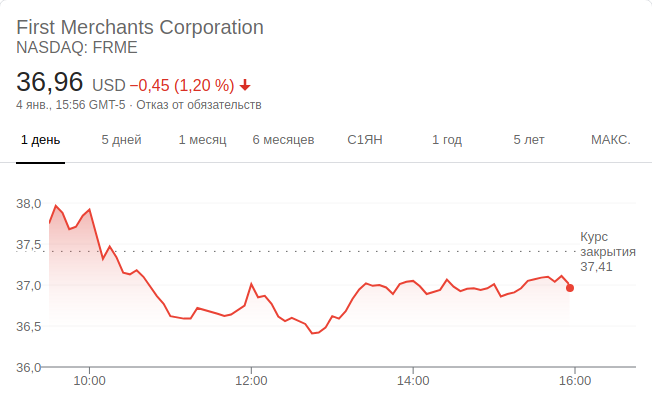 First Merchants Corporation
NASDAQ: FRME
36,96 USD −0,45 (1,20 %)
4 янв., 15:56 GMT-5 · Отказ от обязательств
1 день 5 дней 1 месяц 6 месяцев С1ЯН 1 год 5 лет МАКС.
38,0
37,5
37,0
36,5
36,0
Курс
закрытия
37,41
10:00 12:00 14:00 16:00